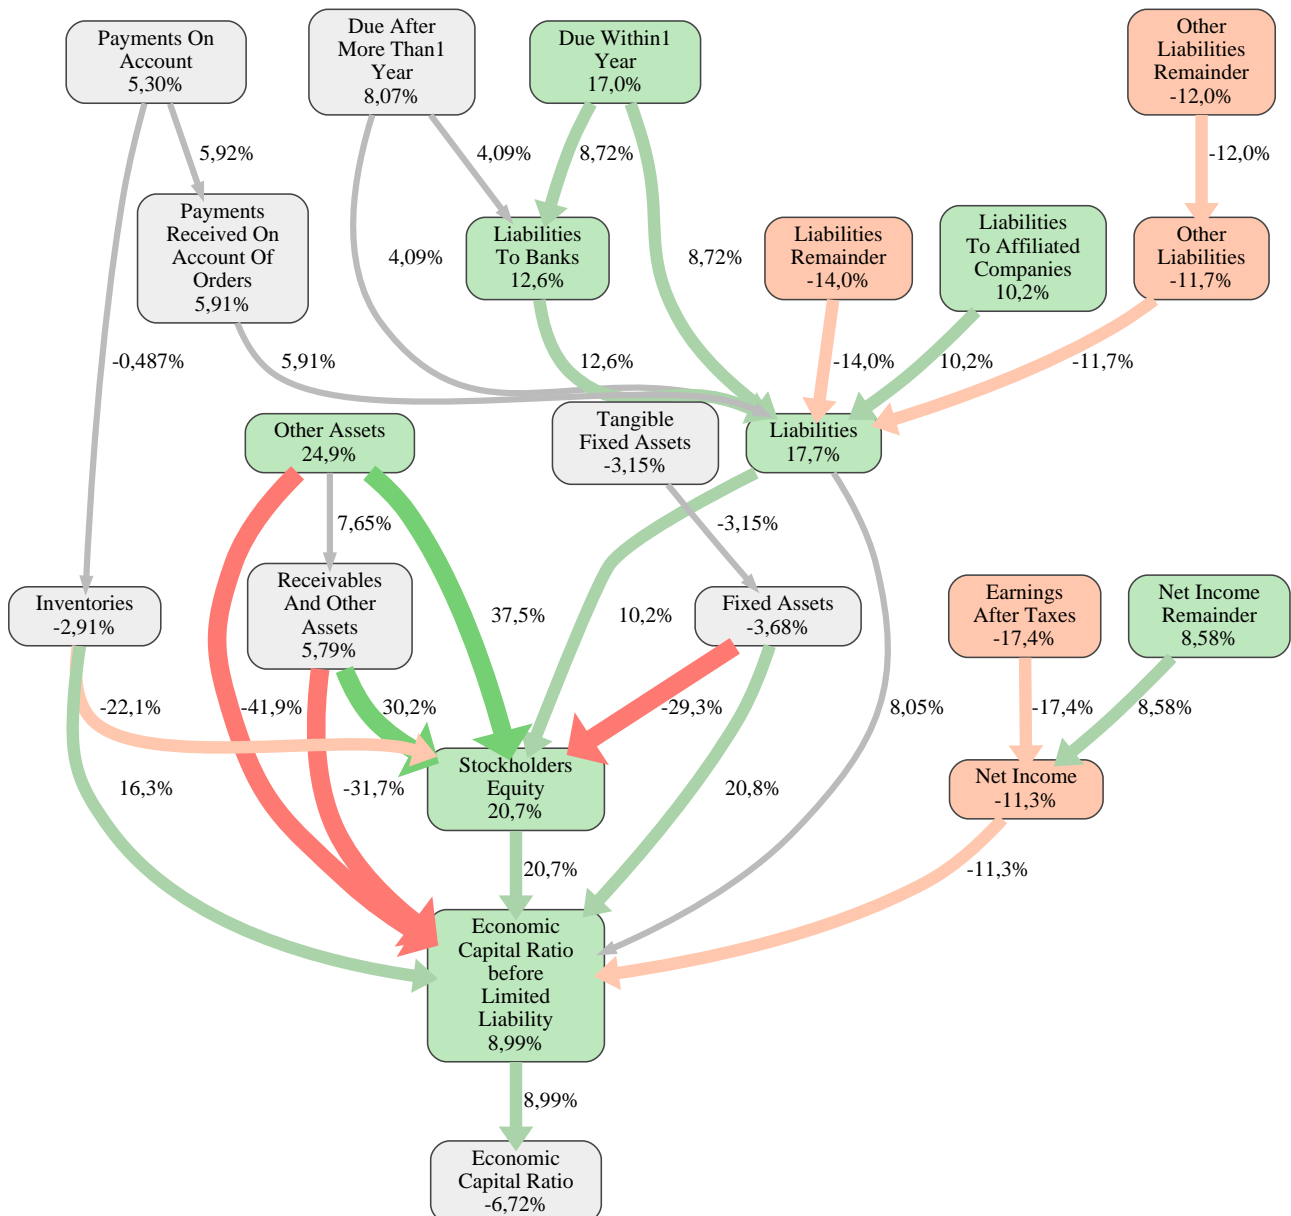 Payments On
Account
5,30%
Due After
More Than1
Year
8,07%
Due Within1
Year
17,0%
Other
Liabilities
Remainder
-12,0%
5,92%
4,09%
8,72%
-12,0%
Payments
Received On
Account Of
Orders
5,91%
Liabilities
To Banks
12,6%
Liabilities
Remainder
-14,0%
Liabilities
To Affiliated
Companies
10,2%
Other
Liabilities
-11,7%
4,09%
8,72%
-0,487%
5,91%
12,6%
-14,0%
10,2%
-11,7%
Other Assets
24,9%
Tangible
Fixed Assets
-3,15%
Liabilities
17,7%
7,65%
-3,15%
Inventories
-2,91%
Receivables
And Other
Assets
5,79%
37,5%
10,2%
Fixed Assets
-3,68%
Earnings
After Taxes
-17,4%
Net Income
Remainder
8,58%
-22,1%
-41,9%
30,2%
-29,3%
8,05%
-17,4%
8,58%
16,3%
-31,7%
Stockholders
Equity
20,7%
20,8%
Net Income
-11,3%
20,7%
-11,3%
Economic
Capital Ratio
before
Limited
Liability
8,99%
8,99%
Economic
Capital Ratio
-6,72%